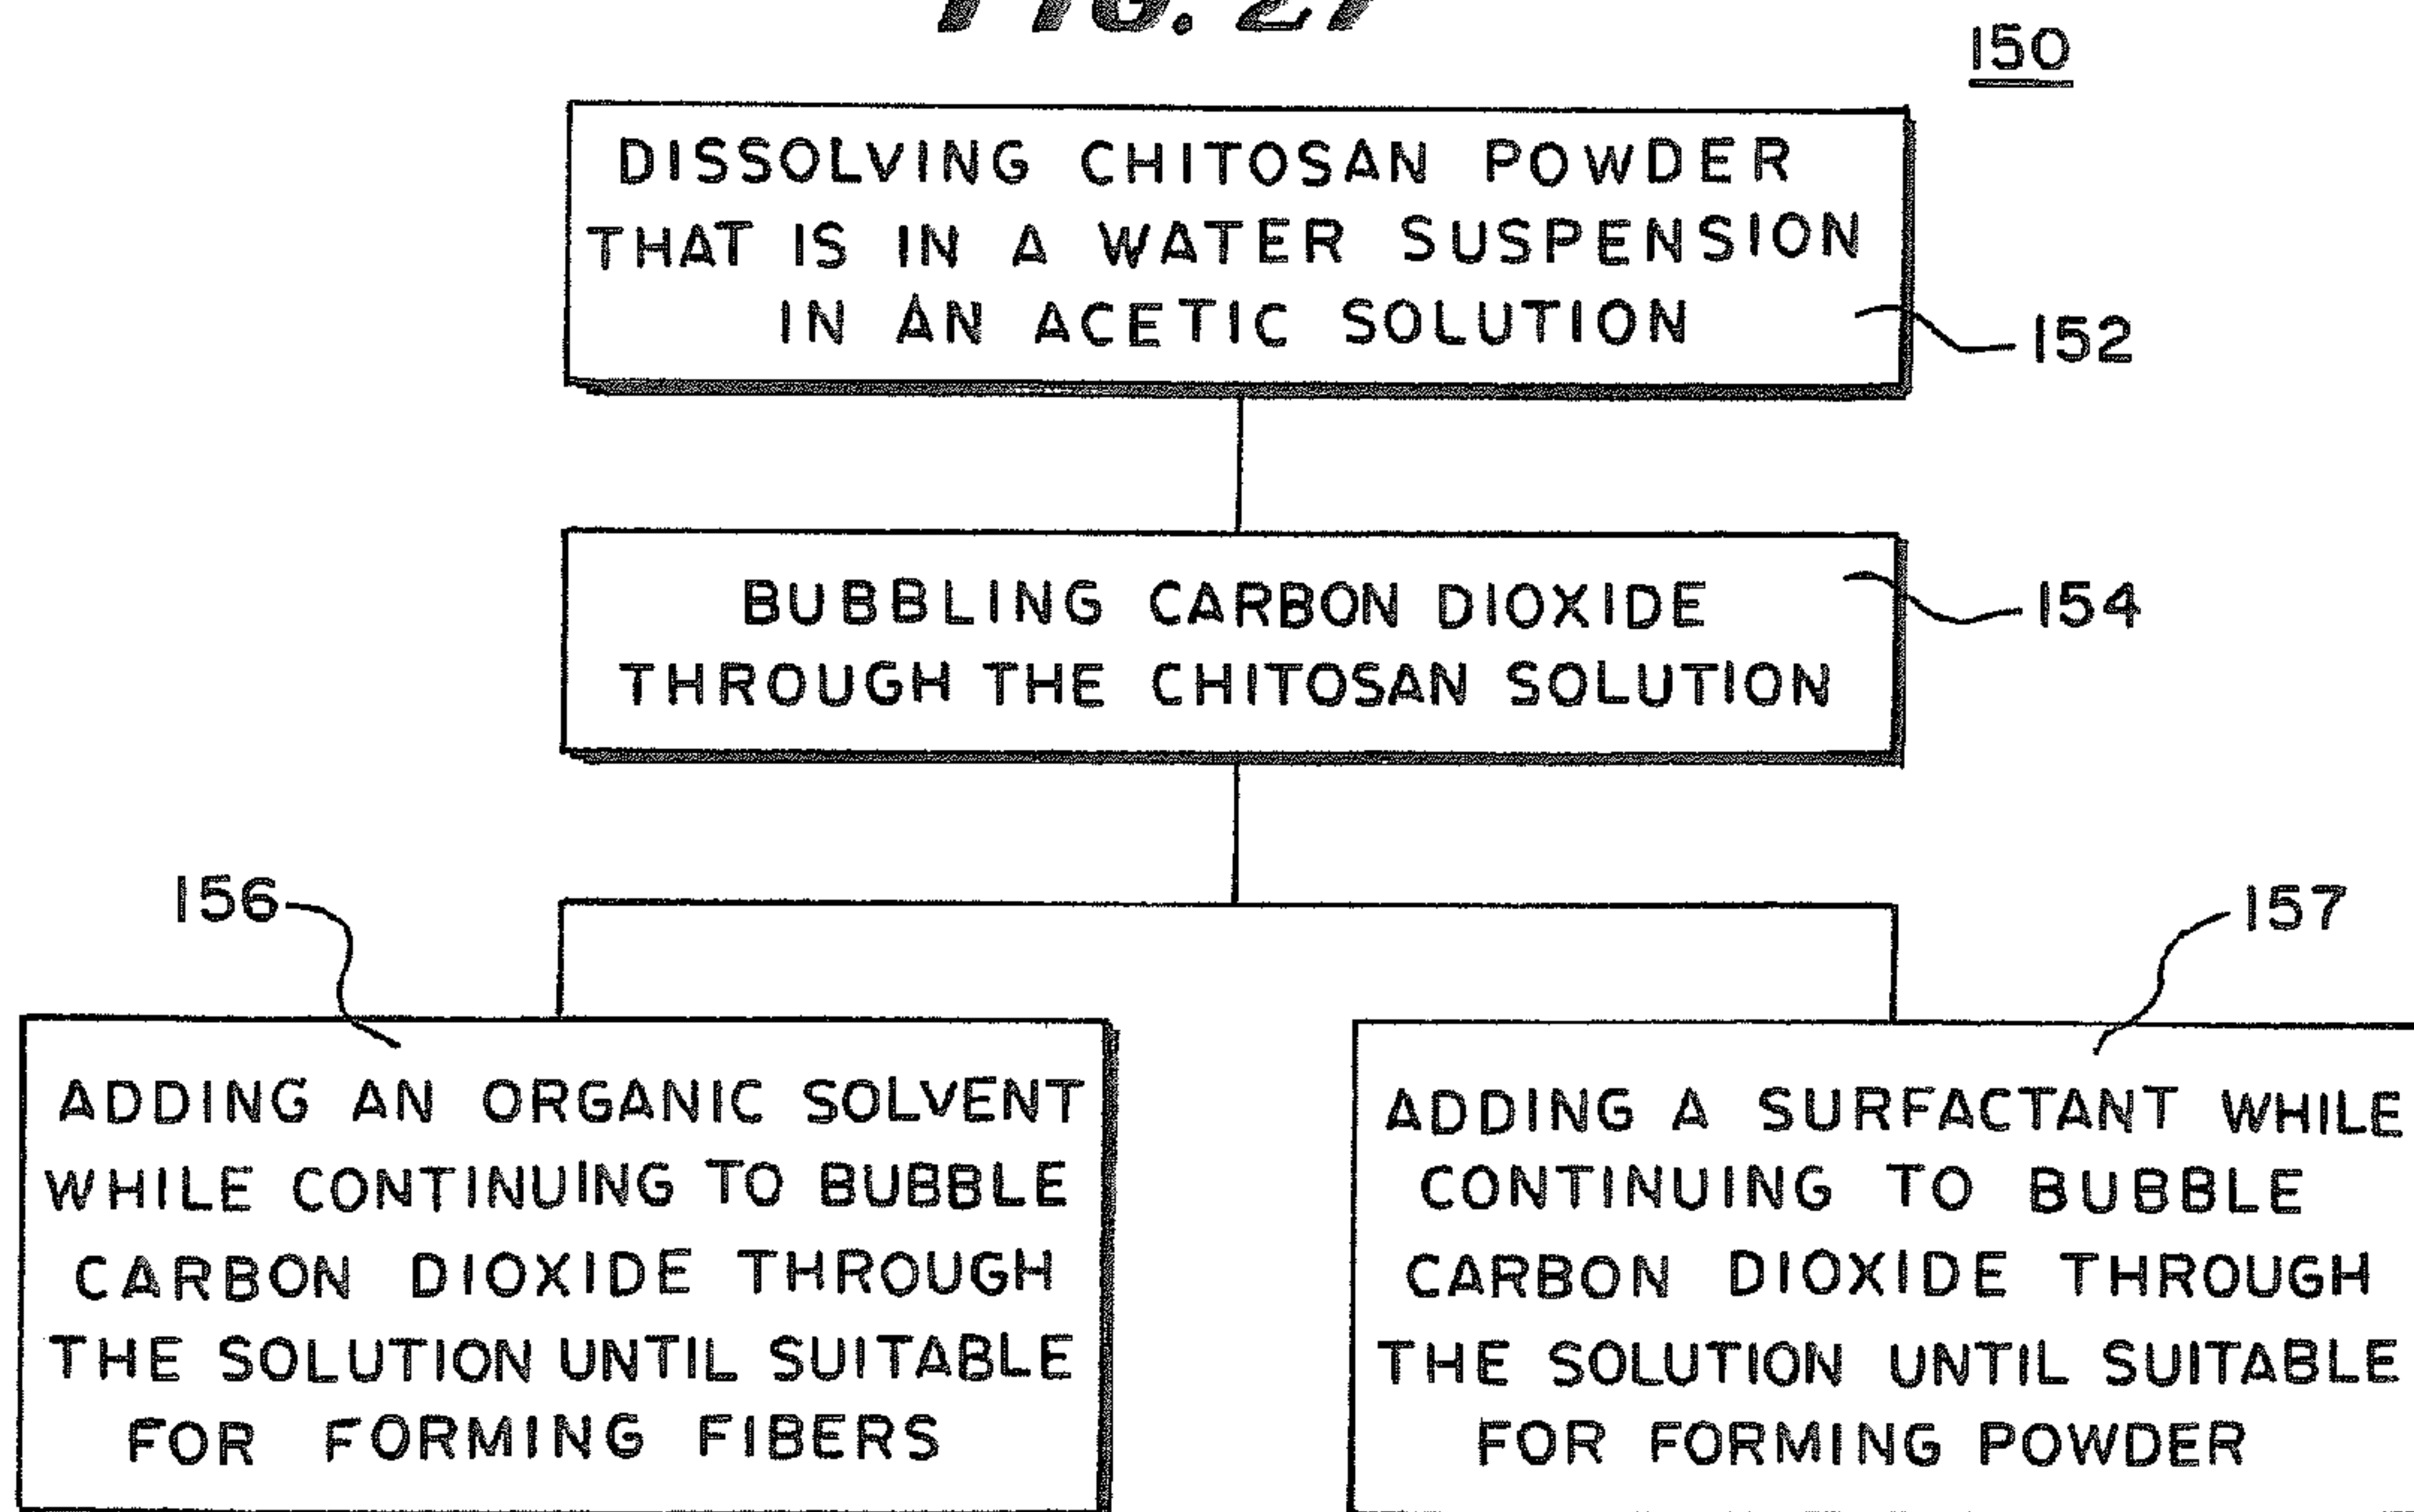 FIG. 27
150
DISSOLVING CHITOSAN POWDER
THAT IS IN A WATER SUSPENSION
IN AN ACETIC SOLUTION
152
BUBBLING CARBON DIOXIDE
THROUGH THE CHITOSAN SOLUTION
154
156
ADDING AN ORGANIC SOLVENT
WHILE CONTINUING TO BUBBLE
CARBON DIOXIDE THROUGH
THE SOLUTION UNTIL SUITABLE
FOR FORMING FIBERS
157
ADDING A SURFACTANT WHILE
CONTINUING TO BUBBLE
CARBON DIOXIDE THROUGH
THE SOLUTION UNTIL SUITABLE
FOR FORMING POWDER